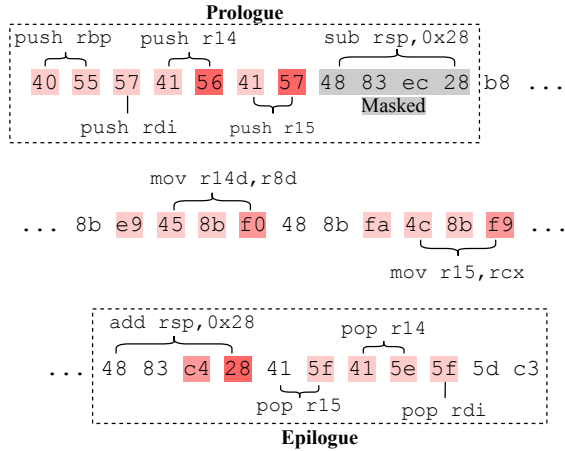 Prologue
push rbp push r14 sub rsp,0x28
40 55 57 41 56 41 57 48 83 ec 28 b8 ...
Masked
push rdi push r15
mov r14d,r8d
... 8b e9 45 8b f0 48 8b fa 4c 8b f9 ...
mov r15,rcx
add rsp,0x28 pop r14
... 48 83 c4 28 41 5f 41 5e 5f 5d c3
pop r15 pop rdi
Epilogue